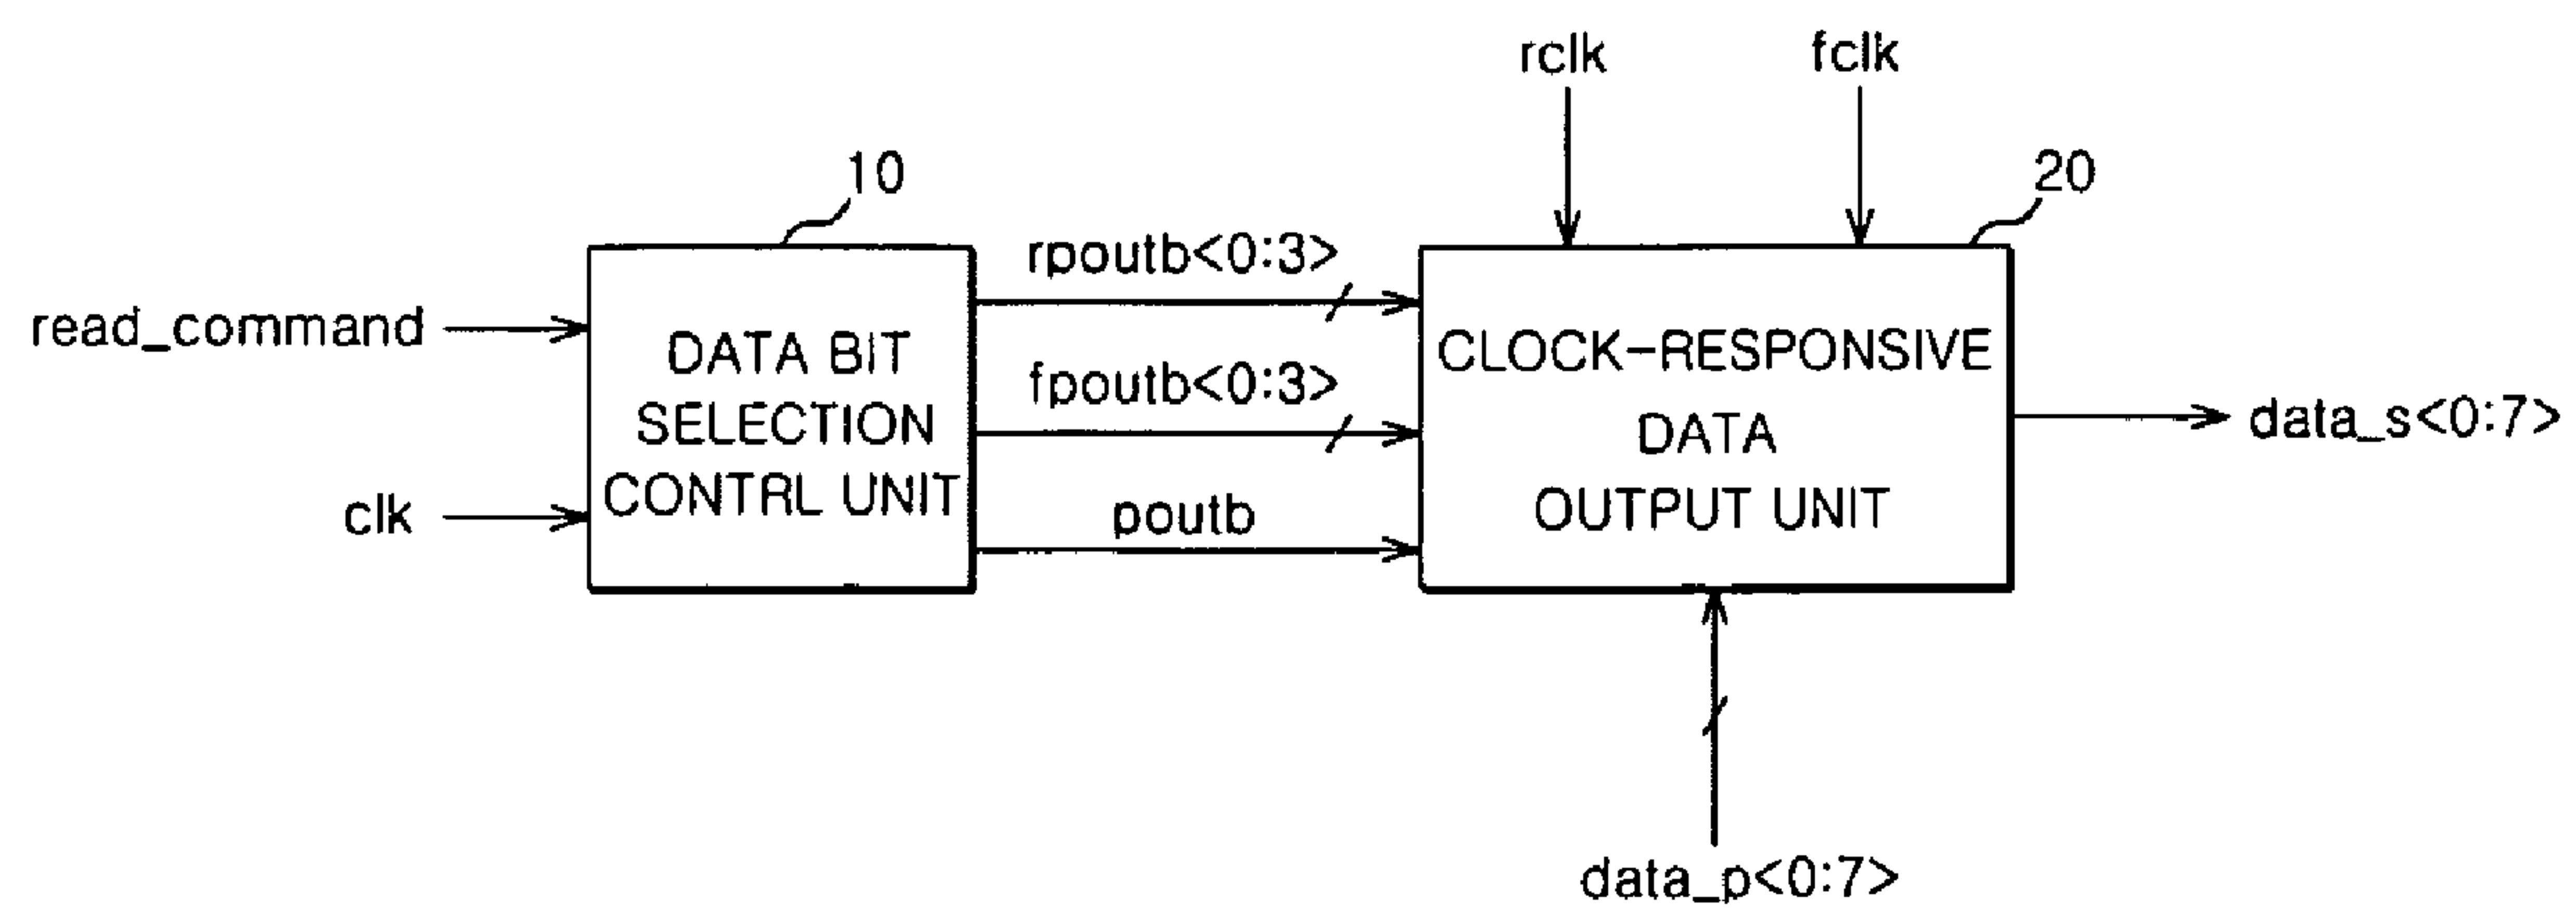 rclk
fclk
10
20
read_command
clk
DATA BIT
SELECTION
CONTRL UNIT
rpoutb<0:3>
fpoutb<0:3>
poutb
CLOCK-RESPONSIVE
DATA
OUTPUT UNIT
data_s<0:7>
data_p<0:7>